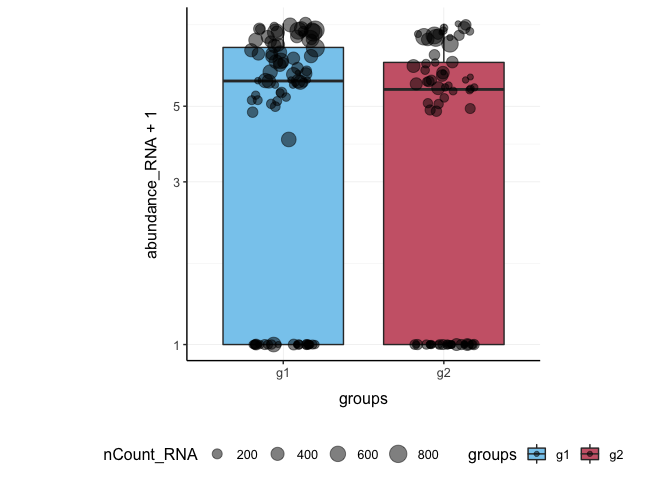 abundance_RNA + 1
5
3
1
g1 g2
groups
nCount_RNA 200 400 600 800 groups g1 g2